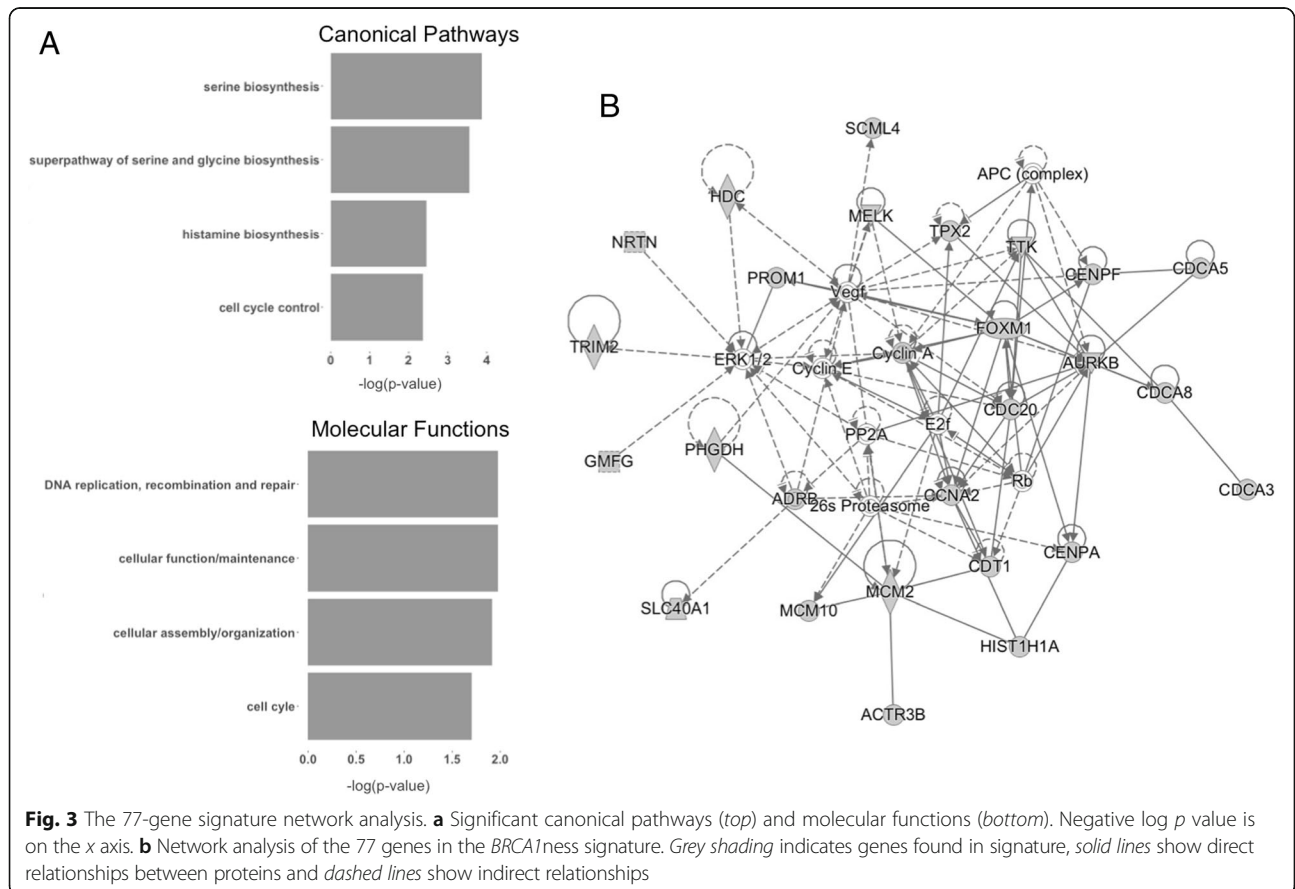 A
Canonical Pathways
serine biosynthesis
superpathway of serine and glycine biosynthesis
histamine biosynthesis
cell cycle control
0 1 2 3 4
-log(p-value)
Molecular Functions
DNA replication, recombination and repair
cellular function/maintenance
cellular assembly/organization
cell cyle
0.0 0.5 1.0 1.5 2.0
-log(p-value)
B
SCML4
APC (complex)
HDC
MELK
TPX2
TTK
NRTN
CENPF
CDCA5
PROM1
Vegf
FOXM1
TRIM2
ERK1/2
Cyclin E
Cyclin A
AURKB
CDCA8
CDC20
E2f
PP2A
PHGDH
GMFG
Rb
CDCA3
ADRB
26s Proteasome
CCNA2
CENPA
CDT1
MCM2
SLC40A1
MCM10
HIST1H1A
ACTR3B
Fig. 3 The 77-gene signature network analysis. a Significant canonical pathways (top) and molecular functions (bottom). Negative log p value is
on the x axis. b Network analysis of the 77 genes in the BRCA1ness signature. Grey shading indicates genes found in signature, solid lines show direct
relationships between proteins and dashed lines show indirect relationships